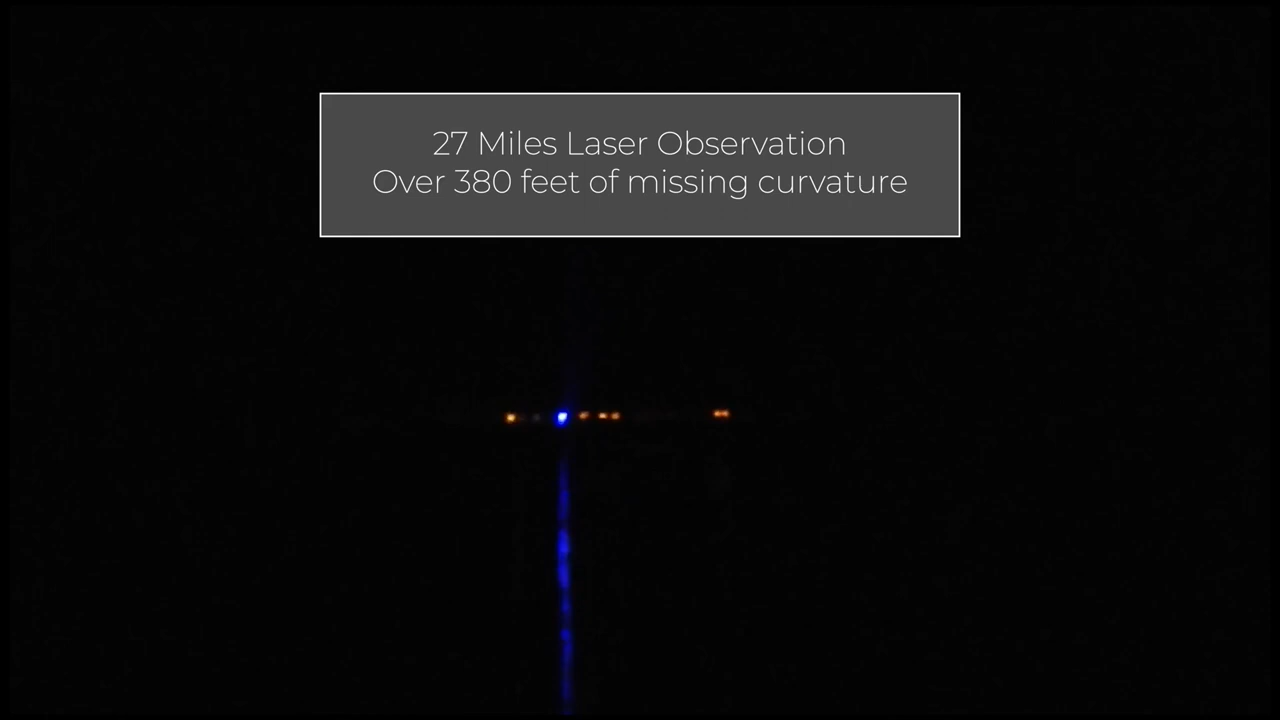 27 Miles Laser Observation
Over 380 feet of missing curvature